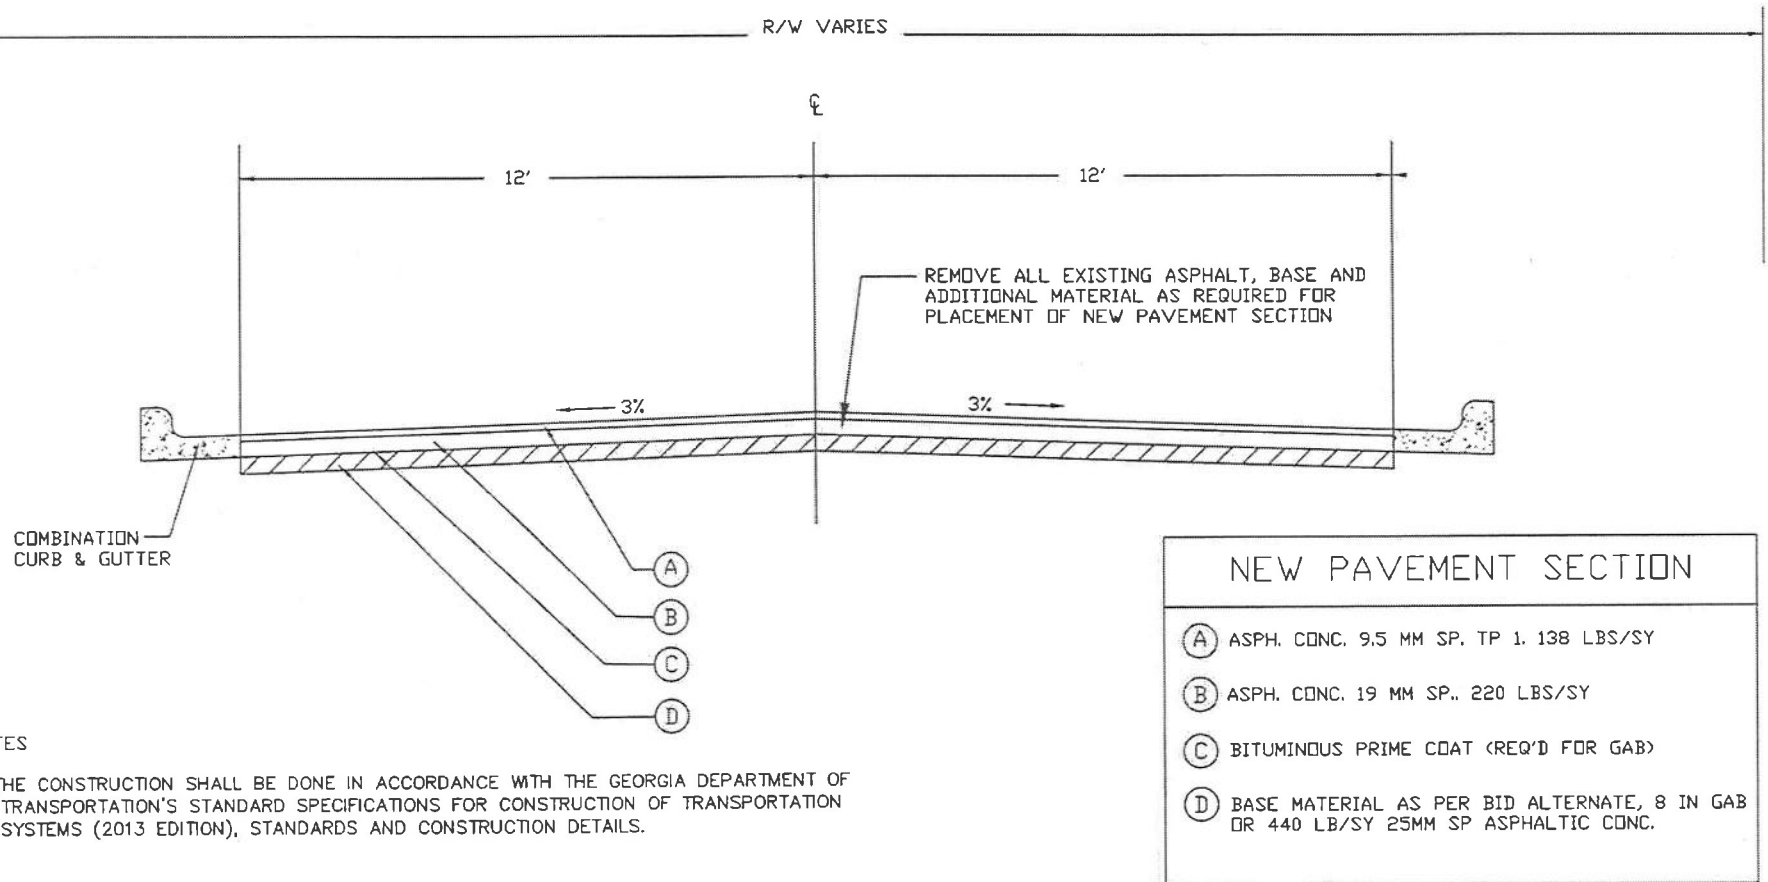 R/W VARIES
℄
12'
12'
REMOVE ALL EXISTING ASPHALT, BASE AND
ADDITIONAL MATERIAL AS REQUIRED FOR
PLACEMENT OF NEW PAVEMENT SECTION
3%
3%
COMBINATION
CURB & GUTTER
A
B
C
D
NEW PAVEMENT SECTION
A ASPH. CONC. 9.5 MM SP. TP 1. 138 LBS/SY
B ASPH. CONC. 19 MM SP.. 220 LBS/SY
C BITUMINOUS PRIME COAT (REQ'D FOR GAB)
D BASE MATERIAL AS PER BID ALTERNATE, 8 IN GAB
OR 440 LB/SY 25MM SP ASPHALTIC CONC.
TES
HE CONSTRUCTION SHALL BE DONE IN ACCORDANCE WITH THE GEORGIA DEPARTMENT OF
TRANSPORTATION'S STANDARD SPECIFICATIONS FOR CONSTRUCTION OF TRANSPORTATION
SYSTEMS (2013 EDITION), STANDARDS AND CONSTRUCTION DETAILS.